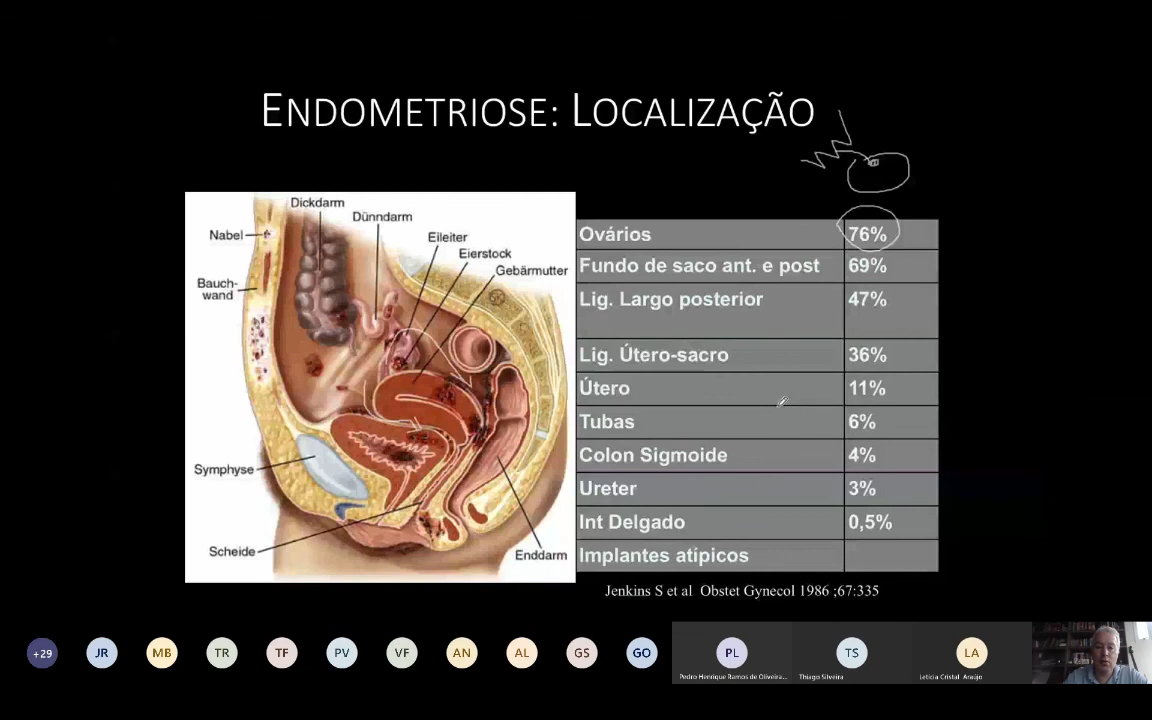 ENDOMETRIOSE: LOCALIZAÇÃO
Dickdarm
Dünndarm
Nabel
Eileiter
Eierstock
Gebärmutter
Bauch-
wand
Symphyse
Scheide
Enddarm
Ovários 76%
Fundo de saco ant. e post 69%
Lig. Largo posterior 47%
Lig. Útero-sacro 36%
Útero 11%
Tubas 6%
Colon Sigmoide 4%
Ureter 3%
Int Delgado 0,5%
Implantes atípicos
Jenkins S et al Obstet Gynecol 1986 ;67:335
+29 JR MB TR TF PV VF AN AL GS GO PL TS LA
Pedro Henrique Ramos de Oliveira... Thiago Silveira Leticia Cristal Araújo